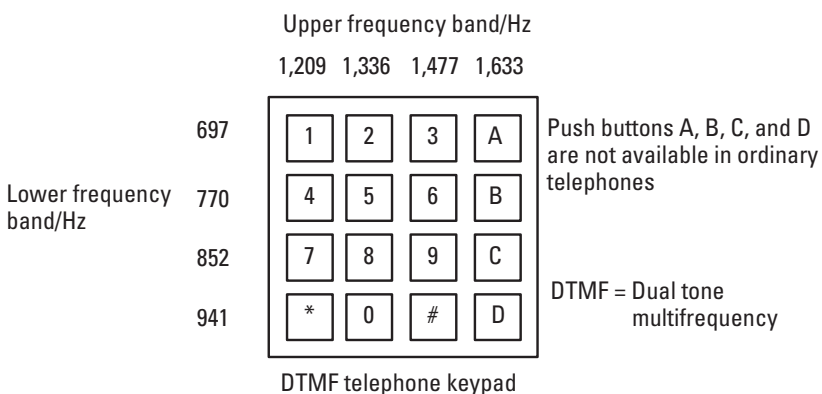 Upper frequency band/Hz
1,209 1,336 1,477 1,633
697 1 2 3 A
Push buttons A, B, C, and D
are not available in ordinary
telephones
Lower frequency
band/Hz
770 4 5 6 B
852 7 8 9 C
941 * 0 # D
DTMF = Dual tone
multifrequency
DTMF telephone keypad